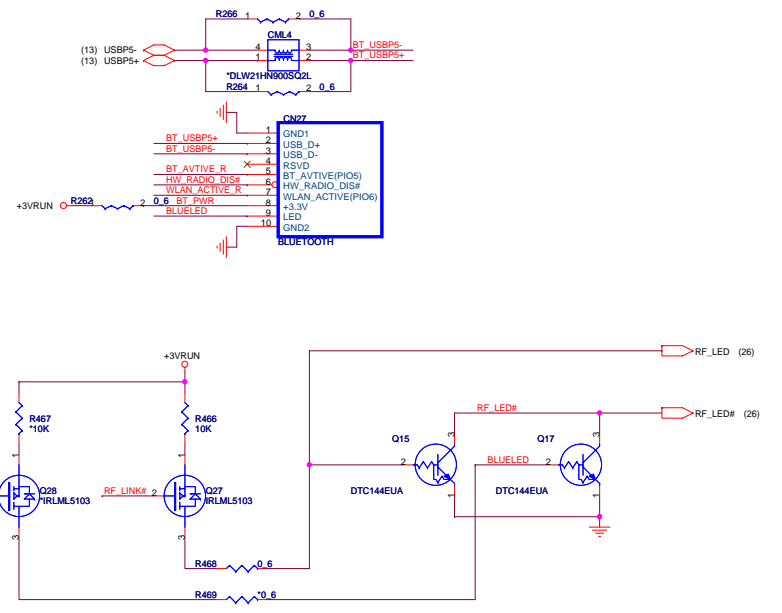 R266 1 2 0_6
CML4
(13) USBP5- 4 3 BT_USBP5-
(13) USBP5+ 1 2 BT_USBP5+
*DLW21HN900SQ2L
R264 1 2 0_6
CN27
1 GND1
BT_USBP5+ 2 USB_D+
BT_USBP5- 3 USB_D-
4 RSVD
BT_AVTIVE_R 5 BT_AVTIVE(PIO5)
HW_RADIO_DIS# 6 HW_RADIO_DIS#
WLAN_ACTIVE_R 7 WLAN_ACTIVE(PIO6)
+3VRUN R262 1 2 0_6 BT_PWR 8 +3.3V
BLUELED 9 LED
10 GND2
BLUETOOTH
+3VRUN
RF_LED (26)
R467 R466
*10K 10K
RF_LED# RF_LED# (26)
Q15 3 Q17 3
1 1
2 BLUELED 2
Q28 RF_LINK# 2 Q27
*IRLML5103 IRLML5103
DTC144EUA 1 DTC144EUA 1
3 3
R468 0_6
R469 *0_6